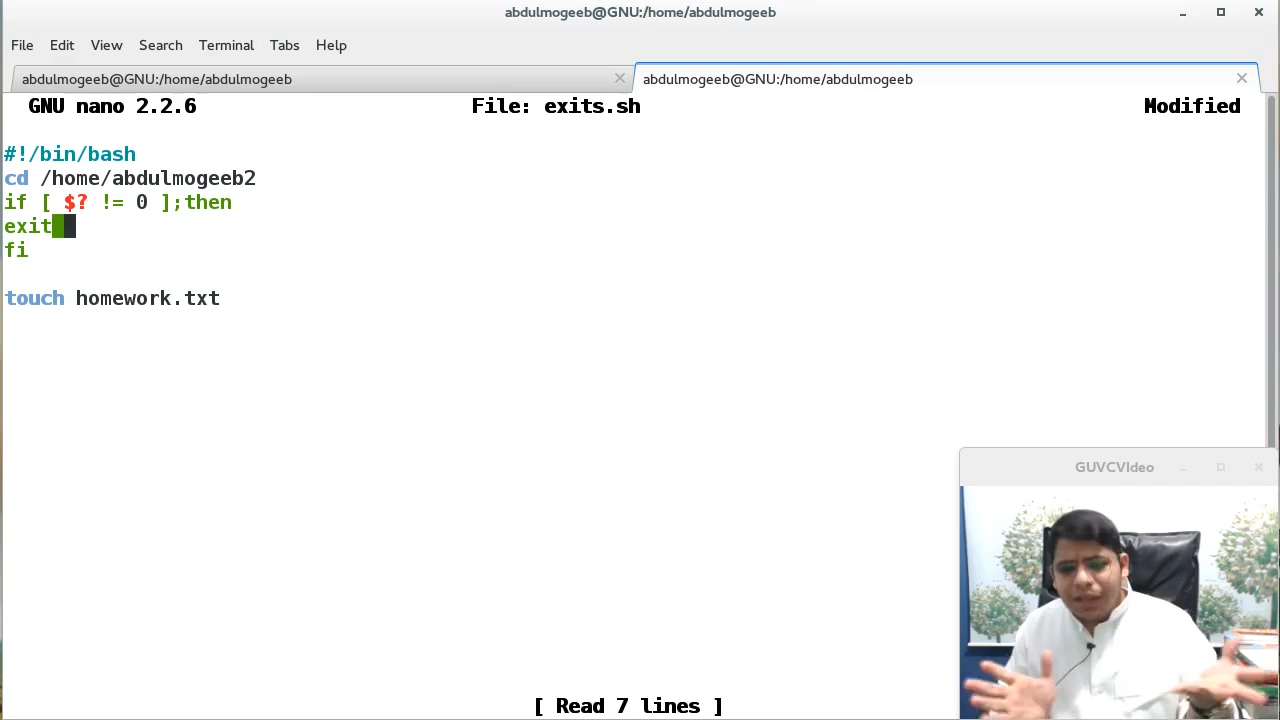 abdulmogeeb@GNU:/home/abdulmogeeb
File Edit View Search Terminal Tabs Help
abdulmogeeb@GNU:/home/abdulmogeeb abdulmogeeb@GNU:/home/abdulmogeeb
GNU nano 2.2.6 File: exits.sh Modified
#!/bin/bash
cd /home/abdulmogeeb2
if [ $? != 0 ];then
exit
fi
touch homework.txt
GUVCVIdeo
[ Read 7 lines ]